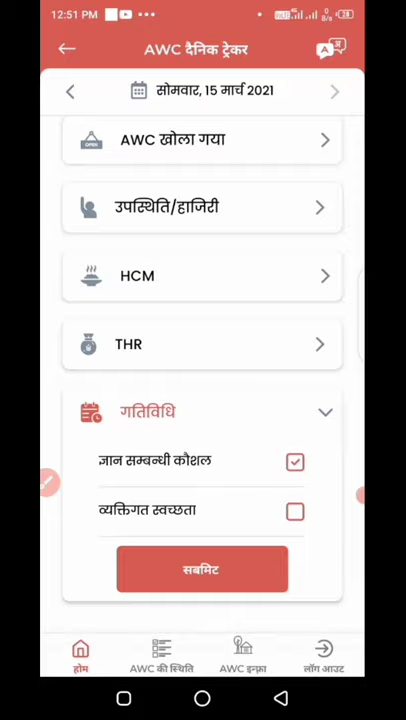 12:51 PM
AWC दैनिक ट्रेकर
सोमवार, 15 मार्च 2021
AWC खोला गया
उपस्थिति/हाजिरी
HCM
THR
गतिविधि
ज्ञान सम्बन्धी कौशल
व्यक्तिगत स्वच्छता
सबमिट
होम AWC की स्थिति AWC इन्फ्रा लॉग आउट